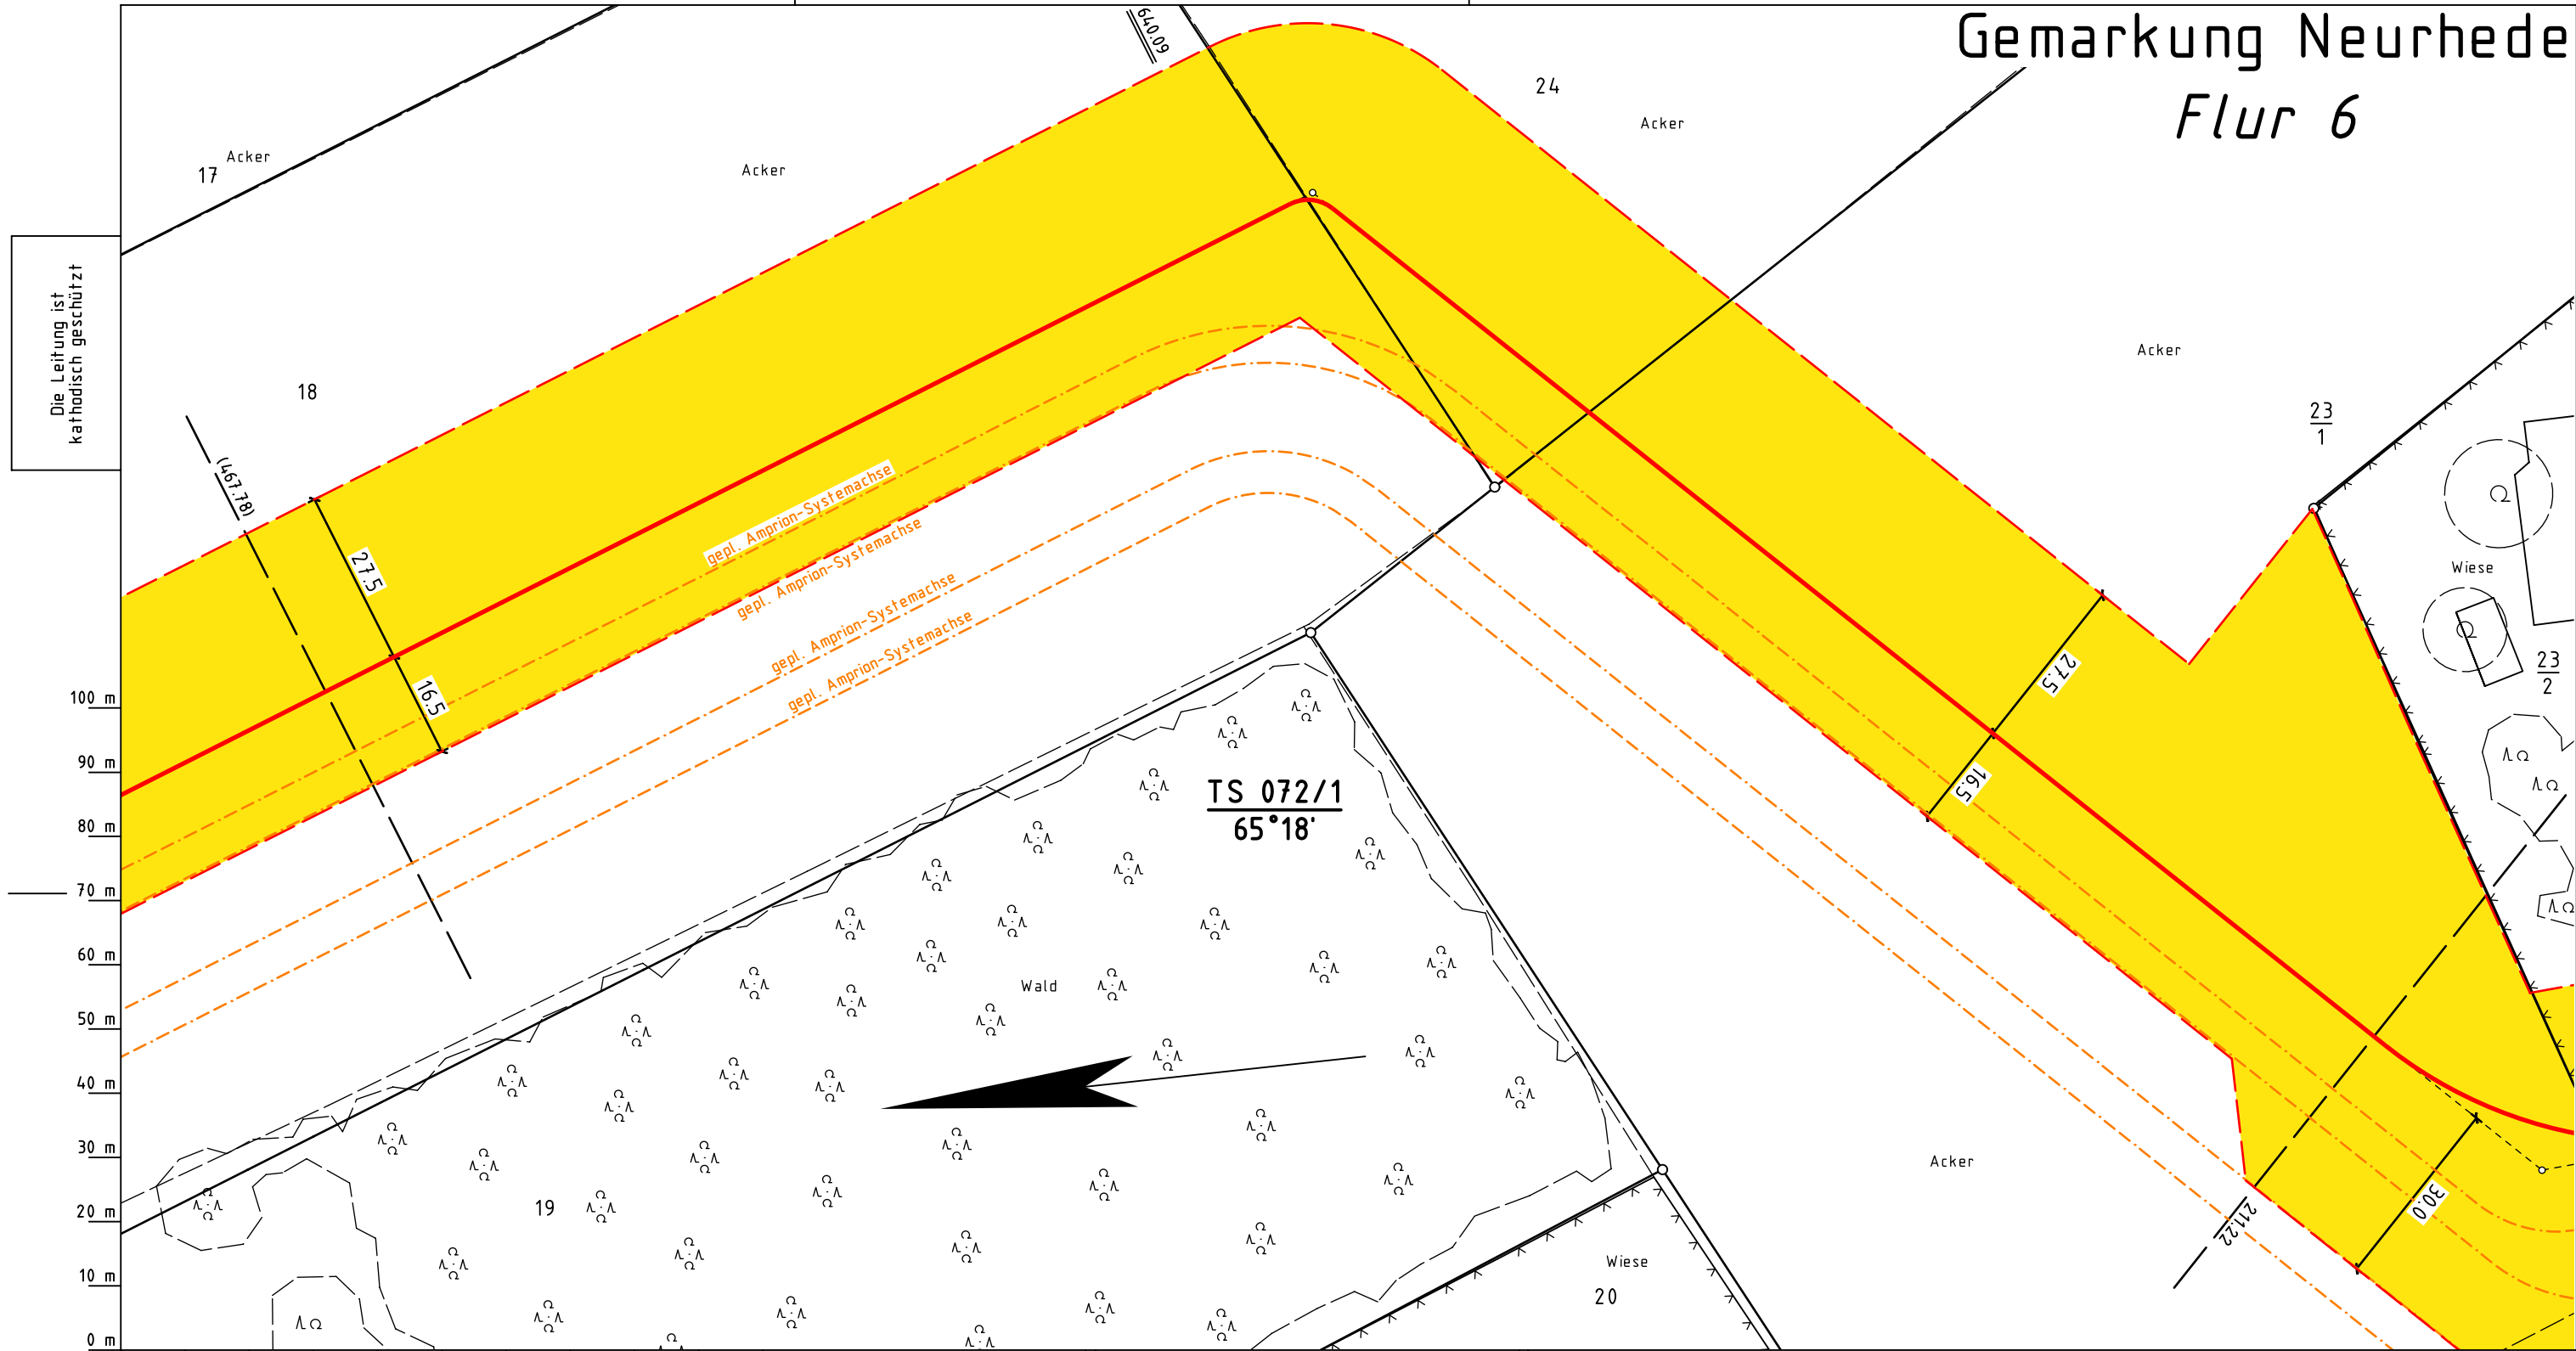 Gemarkung Neurhede
Flur 6
640.09
24
Acker
17
Acker
Acker
Die Leitung ist
kathodisch geschützt
18
Acker
23
1
(467.78)
27.5
16.5
gepl. Amprion-Systemachse
gepl. Amprion-Systemachse
gepl. Amprion-Systemachse
gepl. Amprion-Systemachse
Wiese
23
2
27.5
16.5
TS 072/1
65°18'
100 m
90 m
80 m
70 m
60 m
50 m
40 m
30 m
20 m
10 m
0 m
Wald
Acker
19
30.0
21.22
Wiese
20